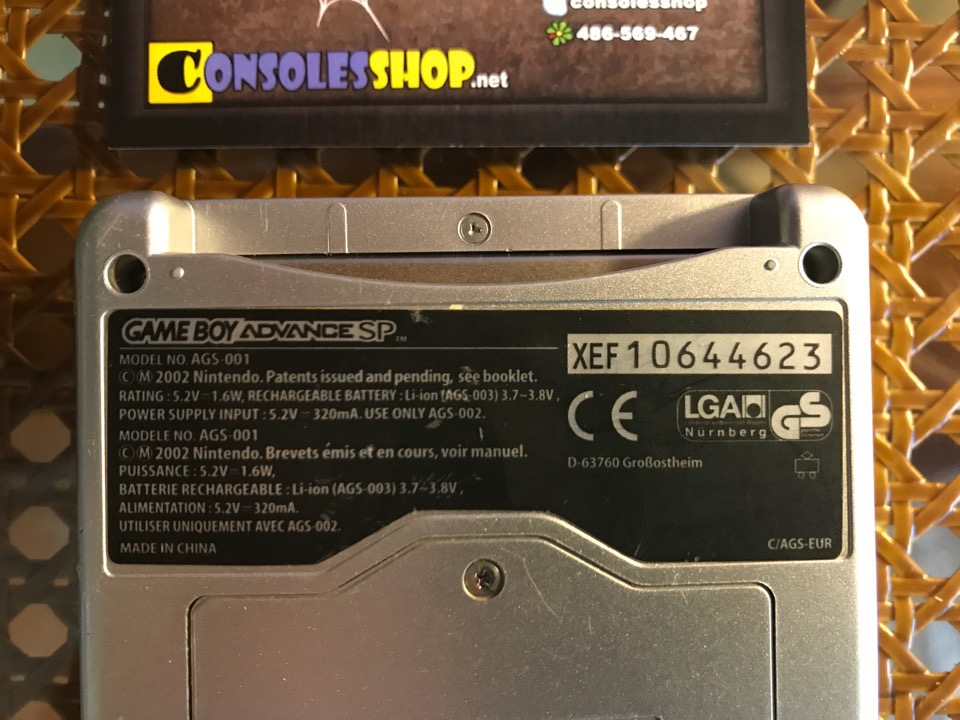 consolesshop
486-569-467
CONSOLESSHOP.net
GAME BOY ADVANCE SP TM
MODEL NO. AGS-001
Ⓒ Ⓜ 2002 Nintendo. Patents issued and pending, see booklet.
RATING : 5.2V⎓1.6W, RECHARGEABLE BATTERY : Li-ion (AGS-003) 3.7~3.8V ,
POWER SUPPLY INPUT : 5.2V⎓320mA. USE ONLY AGS-002.
MODELE NO. AGS-001
Ⓒ Ⓜ 2002 Nintendo. Brevets émis et en cours, voir manuel.
PUISSANCE : 5.2V⎓1.6W,
BATTERIE RECHARGEABLE : Li-ion (AGS-003) 3.7~3.8V ,
ALIMENTATION : 5.2V⎓320mA.
UTILISER UNIQUEMENT AVEC AGS-002.
MADE IN CHINA
XEF10644623
CE
LGA
Nürnberg
GS
D-63760 Großostheim
C/AGS-EUR